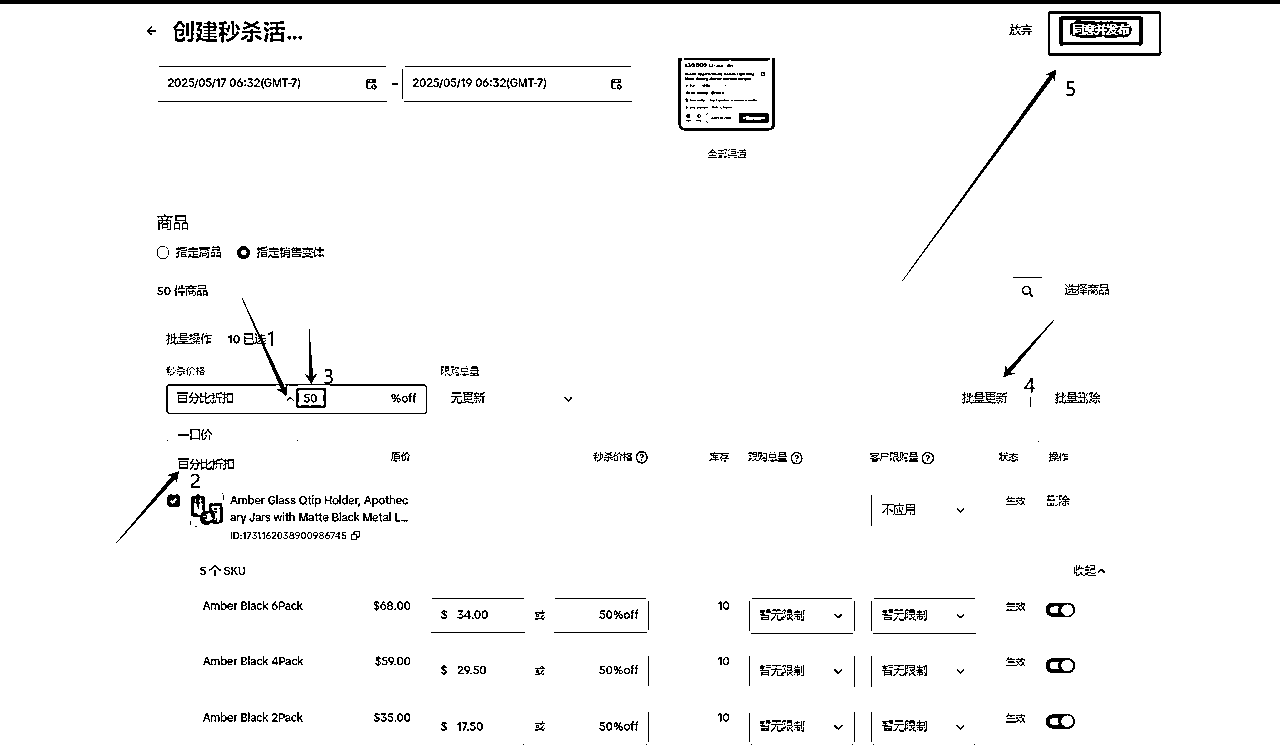 ← 创建秒杀活...
放弃
并发布
2025/05/17 06:32(GMT-7) – 2025/05/19 06:32(GMT-7)
5
全部渠道
商品
指定商品 指定销售变体
50 件商品
选择商品
批量操作 10 已选
1
3
秒杀价格 限购总量
4
百分比折扣 50 %off 无更新 批量更新 批量删除
一口价
百分比折扣
原价 秒杀价格 库存 限购总量 客户限购量 状态 操作
2
Amber Glass Qtip Holder, Apothec
ary Jars with Matte Black Metal L...
ID:1731162038900986745
不应用 生效 删除
5 个 SKU 收起
Amber Black 6Pack $68.00 $ 34.00 或 50%off 10 暂无限制 暂无限制 生效
Amber Black 4Pack $59.00 $ 29.50 或 50%off 10 暂无限制 暂无限制 生效
Amber Black 2Pack $35.00 $ 17.50 或 50%off 10 暂无限制 暂无限制 生效